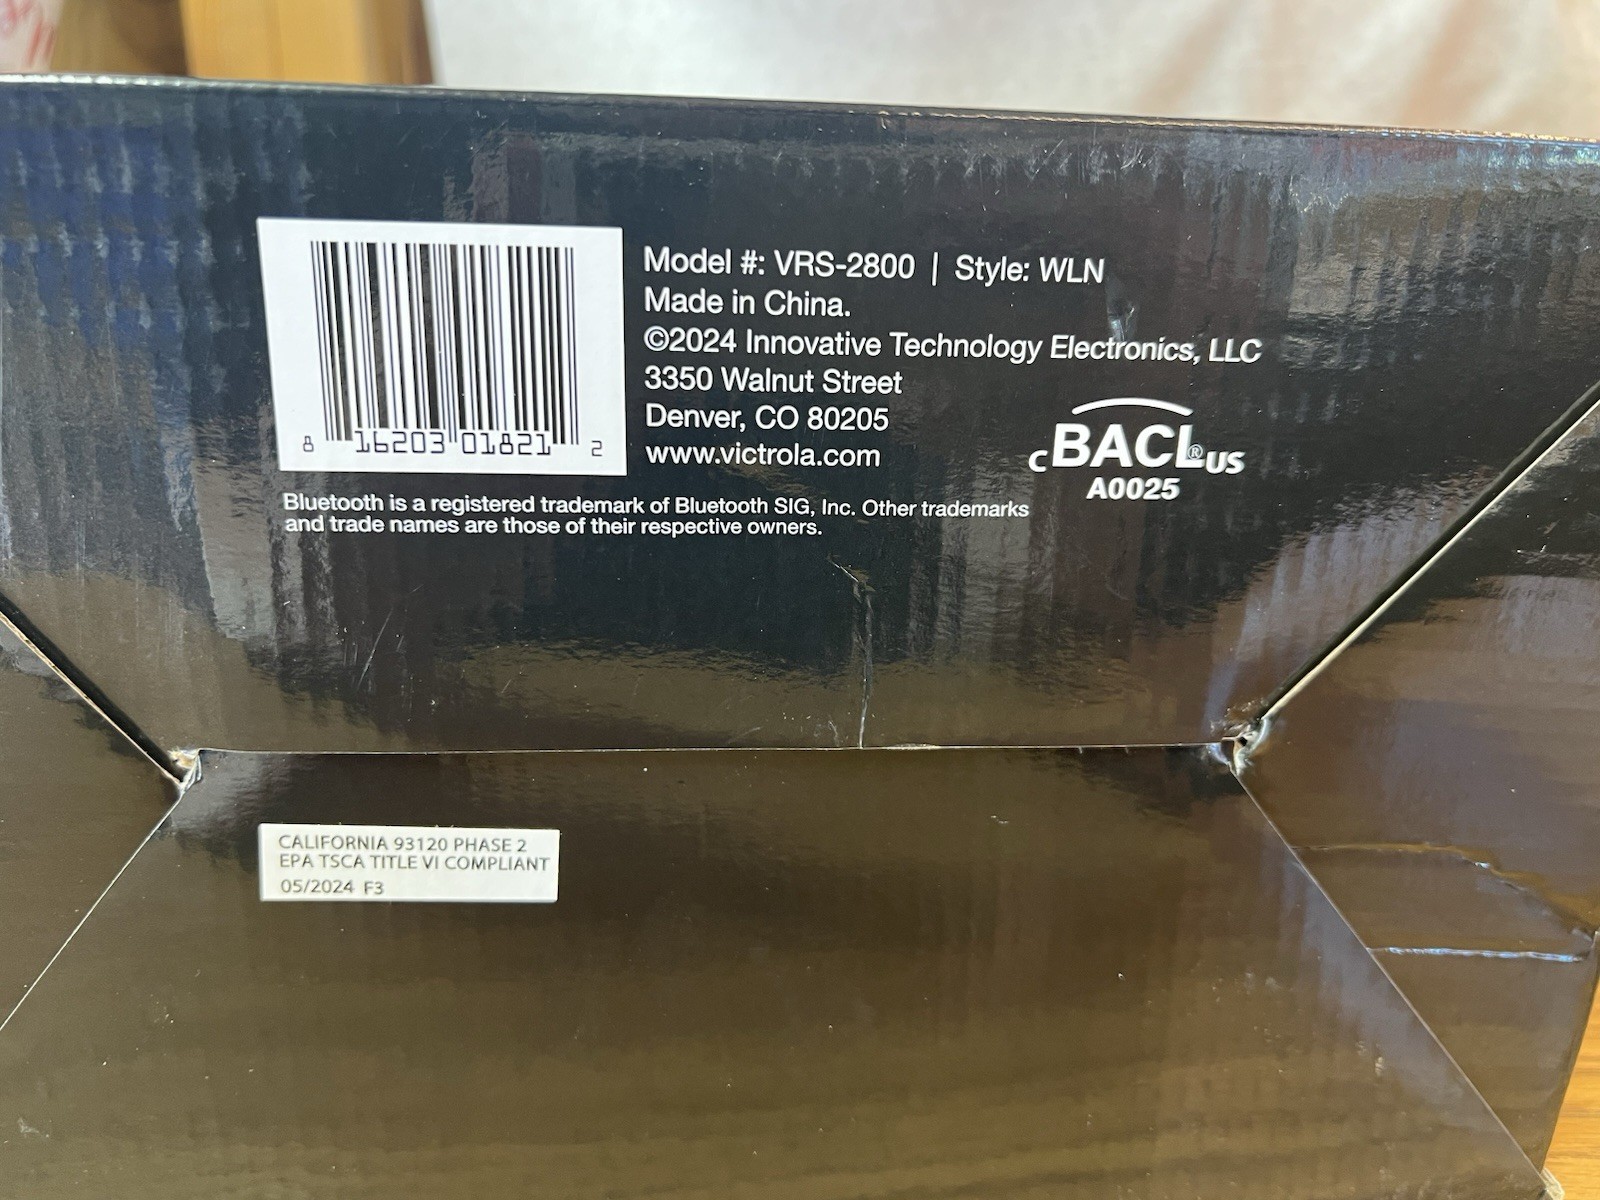 8 16203 01821 2
Model #: VRS-2800 | Style: WLN
Made in China.
©2024 Innovative Technology Electronics, LLC
3350 Walnut Street
Denver, CO 80205
www.victrola.com
c BACL® US
A0025
Bluetooth is a registered trademark of Bluetooth SIG, Inc. Other trademarks
and trade names are those of their respective owners.
CALIFORNIA 93120 PHASE 2
EPA TSCA TITLE VI COMPLIANT
05/2024 F3